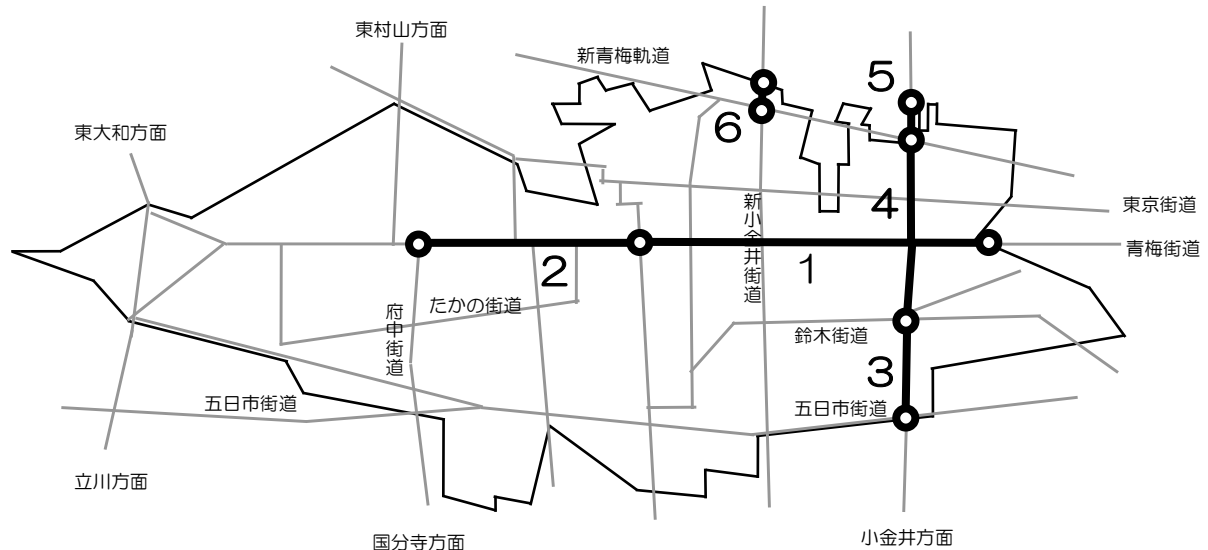 東村山方面
新青梅軌道
5
東大和方面
6
4
東京街道
新小金井街道
青梅街道
2
1
たかの街道
府中街道
鈴木街道
3
五日市街道
五日市街道
立川方面
国分寺方面
小金井方面